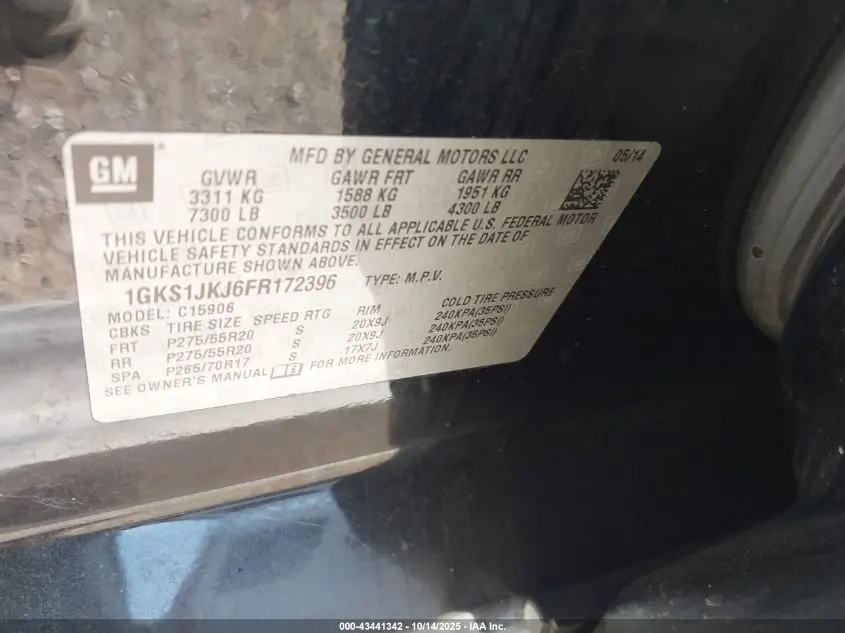 GM
MFD BY GENERAL MOTORS LLC 05/14
GVWR GAWR FRT GAWR RR
3311 KG 1588 KG 1951 KG
7300 LB 3500 LB 4300 LB
THIS VEHICLE CONFORMS TO ALL APPLICABLE U.S. FEDERAL MOTOR
VEHICLE SAFETY STANDARDS IN EFFECT ON THE DATE OF
MANUFACTURE SHOWN ABOVE.
1GKS1JKJ6FR172396 TYPE: M.P.V.
MODEL: C15906
CBKS TIRE SIZE SPEED RTG RIM COLD TIRE PRESSURE
FRT P275/55R20 S 20X9J 240KPA(35PSI)
RR P275/55R20 S 20X9J 240KPA(35PSI)
SPA P265/70R17 S 17X7J 240KPA(35PSI)
SEE OWNER'S MANUAL FOR MORE INFORMATION.
000-43441342 | 10/14/2025 - IAA Inc.